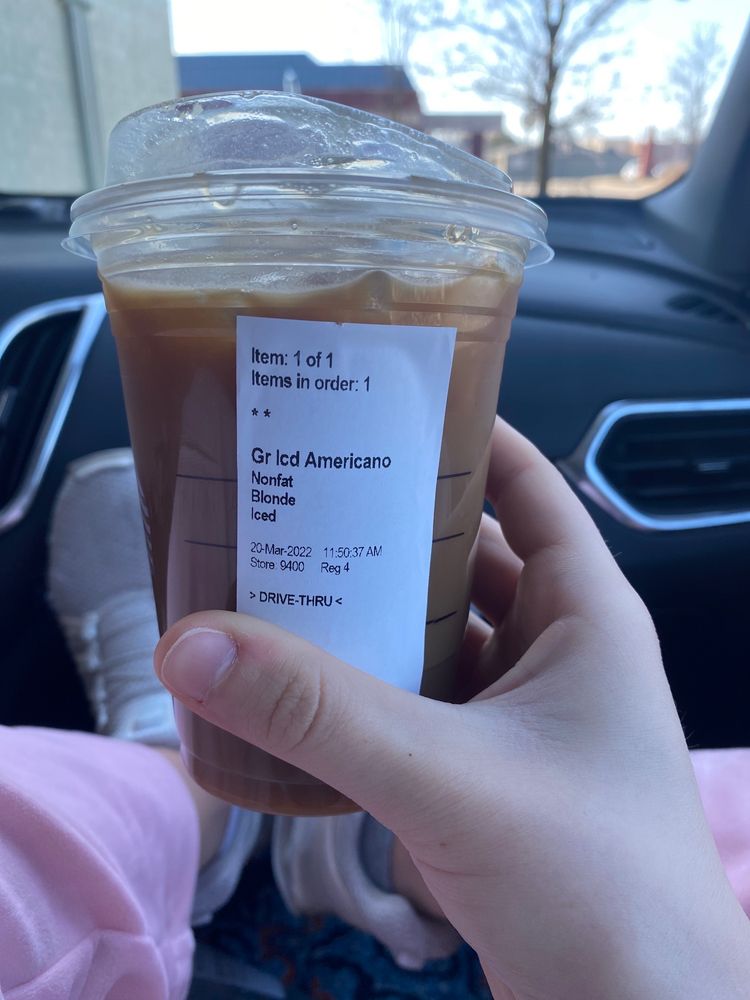 Item: 1 of 1
Items in order: 1
* *
Gr Icd Americano
Nonfat
Blonde
Iced
20-Mar-2022 11:50:37 AM
Store: 9400 Reg 4
> DRIVE-THRU <